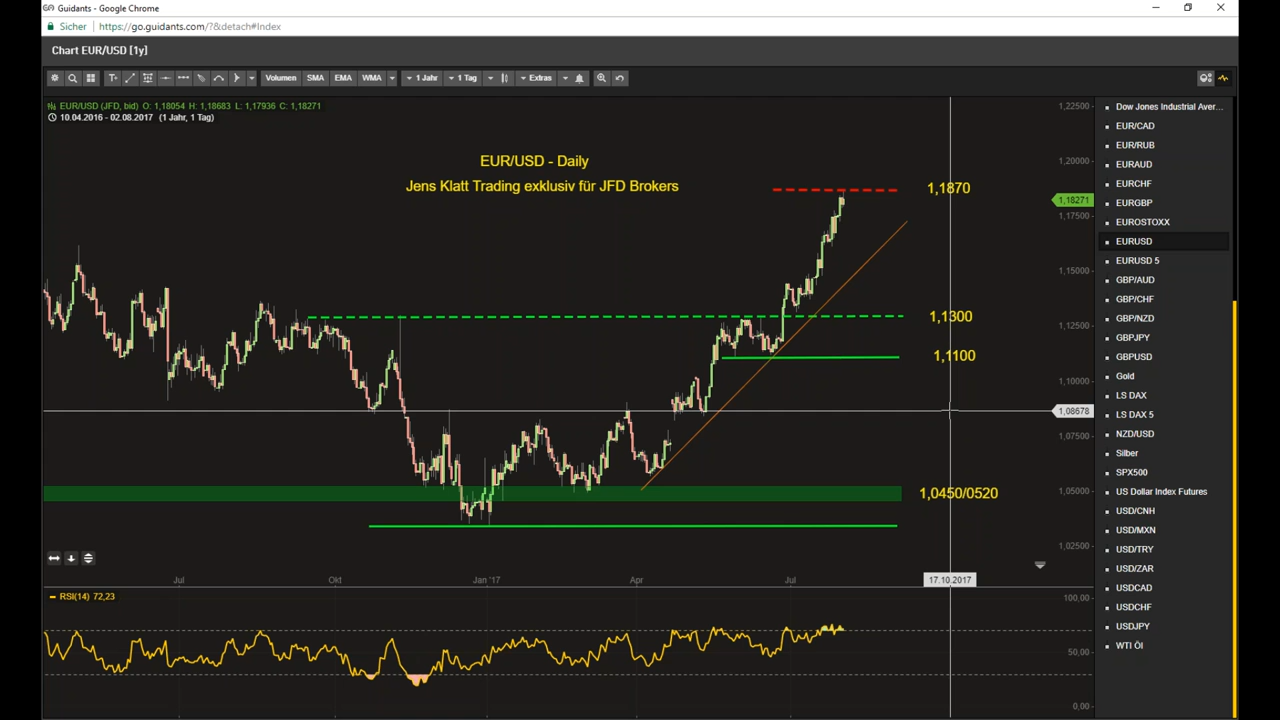 Guidants - Google Chrome
Sicher https://go.guidants.com/?&detach#Index
Chart EUR/USD [1y]
T Volumen SMA EMA WMA 1 Jahr 1 Tag Extras
EUR/USD (JFD, bid) O: 1,18054 H: 1,18683 L: 1,17936 C: 1,18271
10.04.2016 - 02.08.2017 (1 Jahr, 1 Tag)
EUR/USD - Daily
Jens Klatt Trading exklusiv für JFD Brokers
1,1870
1,1300
1,1100
1,0450/0520
1,22500
1,20000
1,18271
1,17500
1,15000
1,12500
1,10000
1,08678
1,07500
1,05000
1,02500
Jul Okt Jan '17 Apr Jul 17.10.2017
RSI(14) 72,23
100,00
50,00
0,00
Dow Jones Industrial Aver...
EUR/CAD
EUR/RUB
EURAUD
EURCHF
EURGBP
EUROSTOXX
EURUSD
EURUSD 5
GBP/AUD
GBP/CHF
GBP/NZD
GBPJPY
GBPUSD
Gold
LS DAX
LS DAX 5
NZD/USD
Silber
SPX500
US Dollar Index Futures
USD/CNH
USD/MXN
USD/TRY
USD/ZAR
USDCAD
USDCHF
USDJPY
WTI Öl